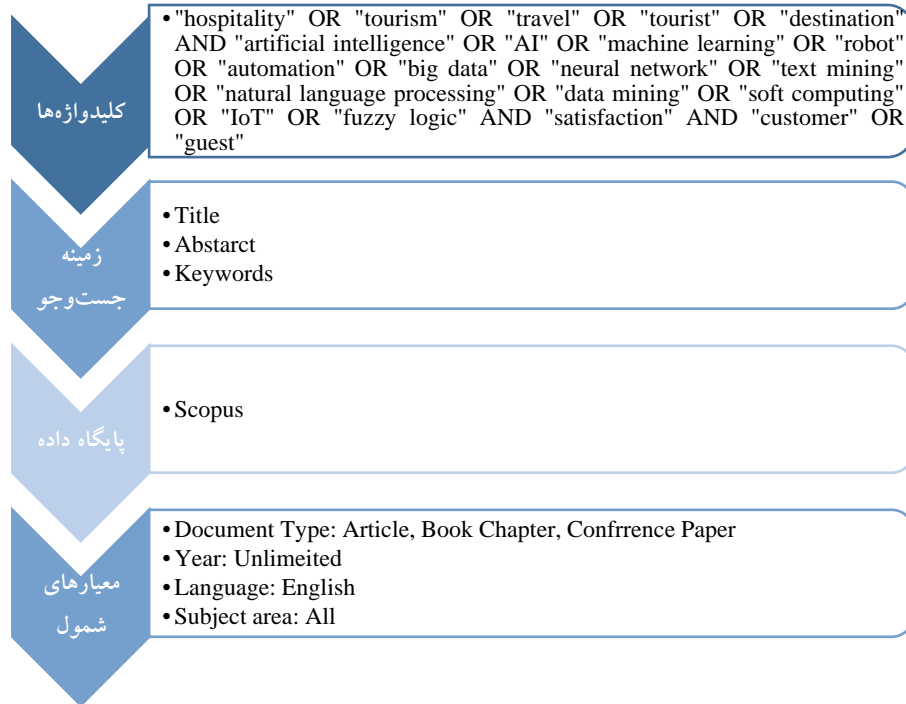 کلیدواژه‌ها
• "hospitality" OR "tourism" OR "travel" OR "tourist" OR "destination"
AND "artificial intelligence" OR "AI" OR "machine learning" OR "robot"
OR "automation" OR "big data" OR "neural network" OR "text mining"
OR "natural language processing" OR "data mining" OR "soft computing"
OR "IoT" OR "fuzzy logic" AND "satisfaction" AND "customer" OR
"guest"
زمینه
جست‌وجو
• Title
• Abstarct
• Keywords
پایگاه داده
• Scopus
معیارهای
شمول
• Document Type: Article, Book Chapter, Confrrence Paper
• Year: Unlimeited
• Language: English
• Subject area: All